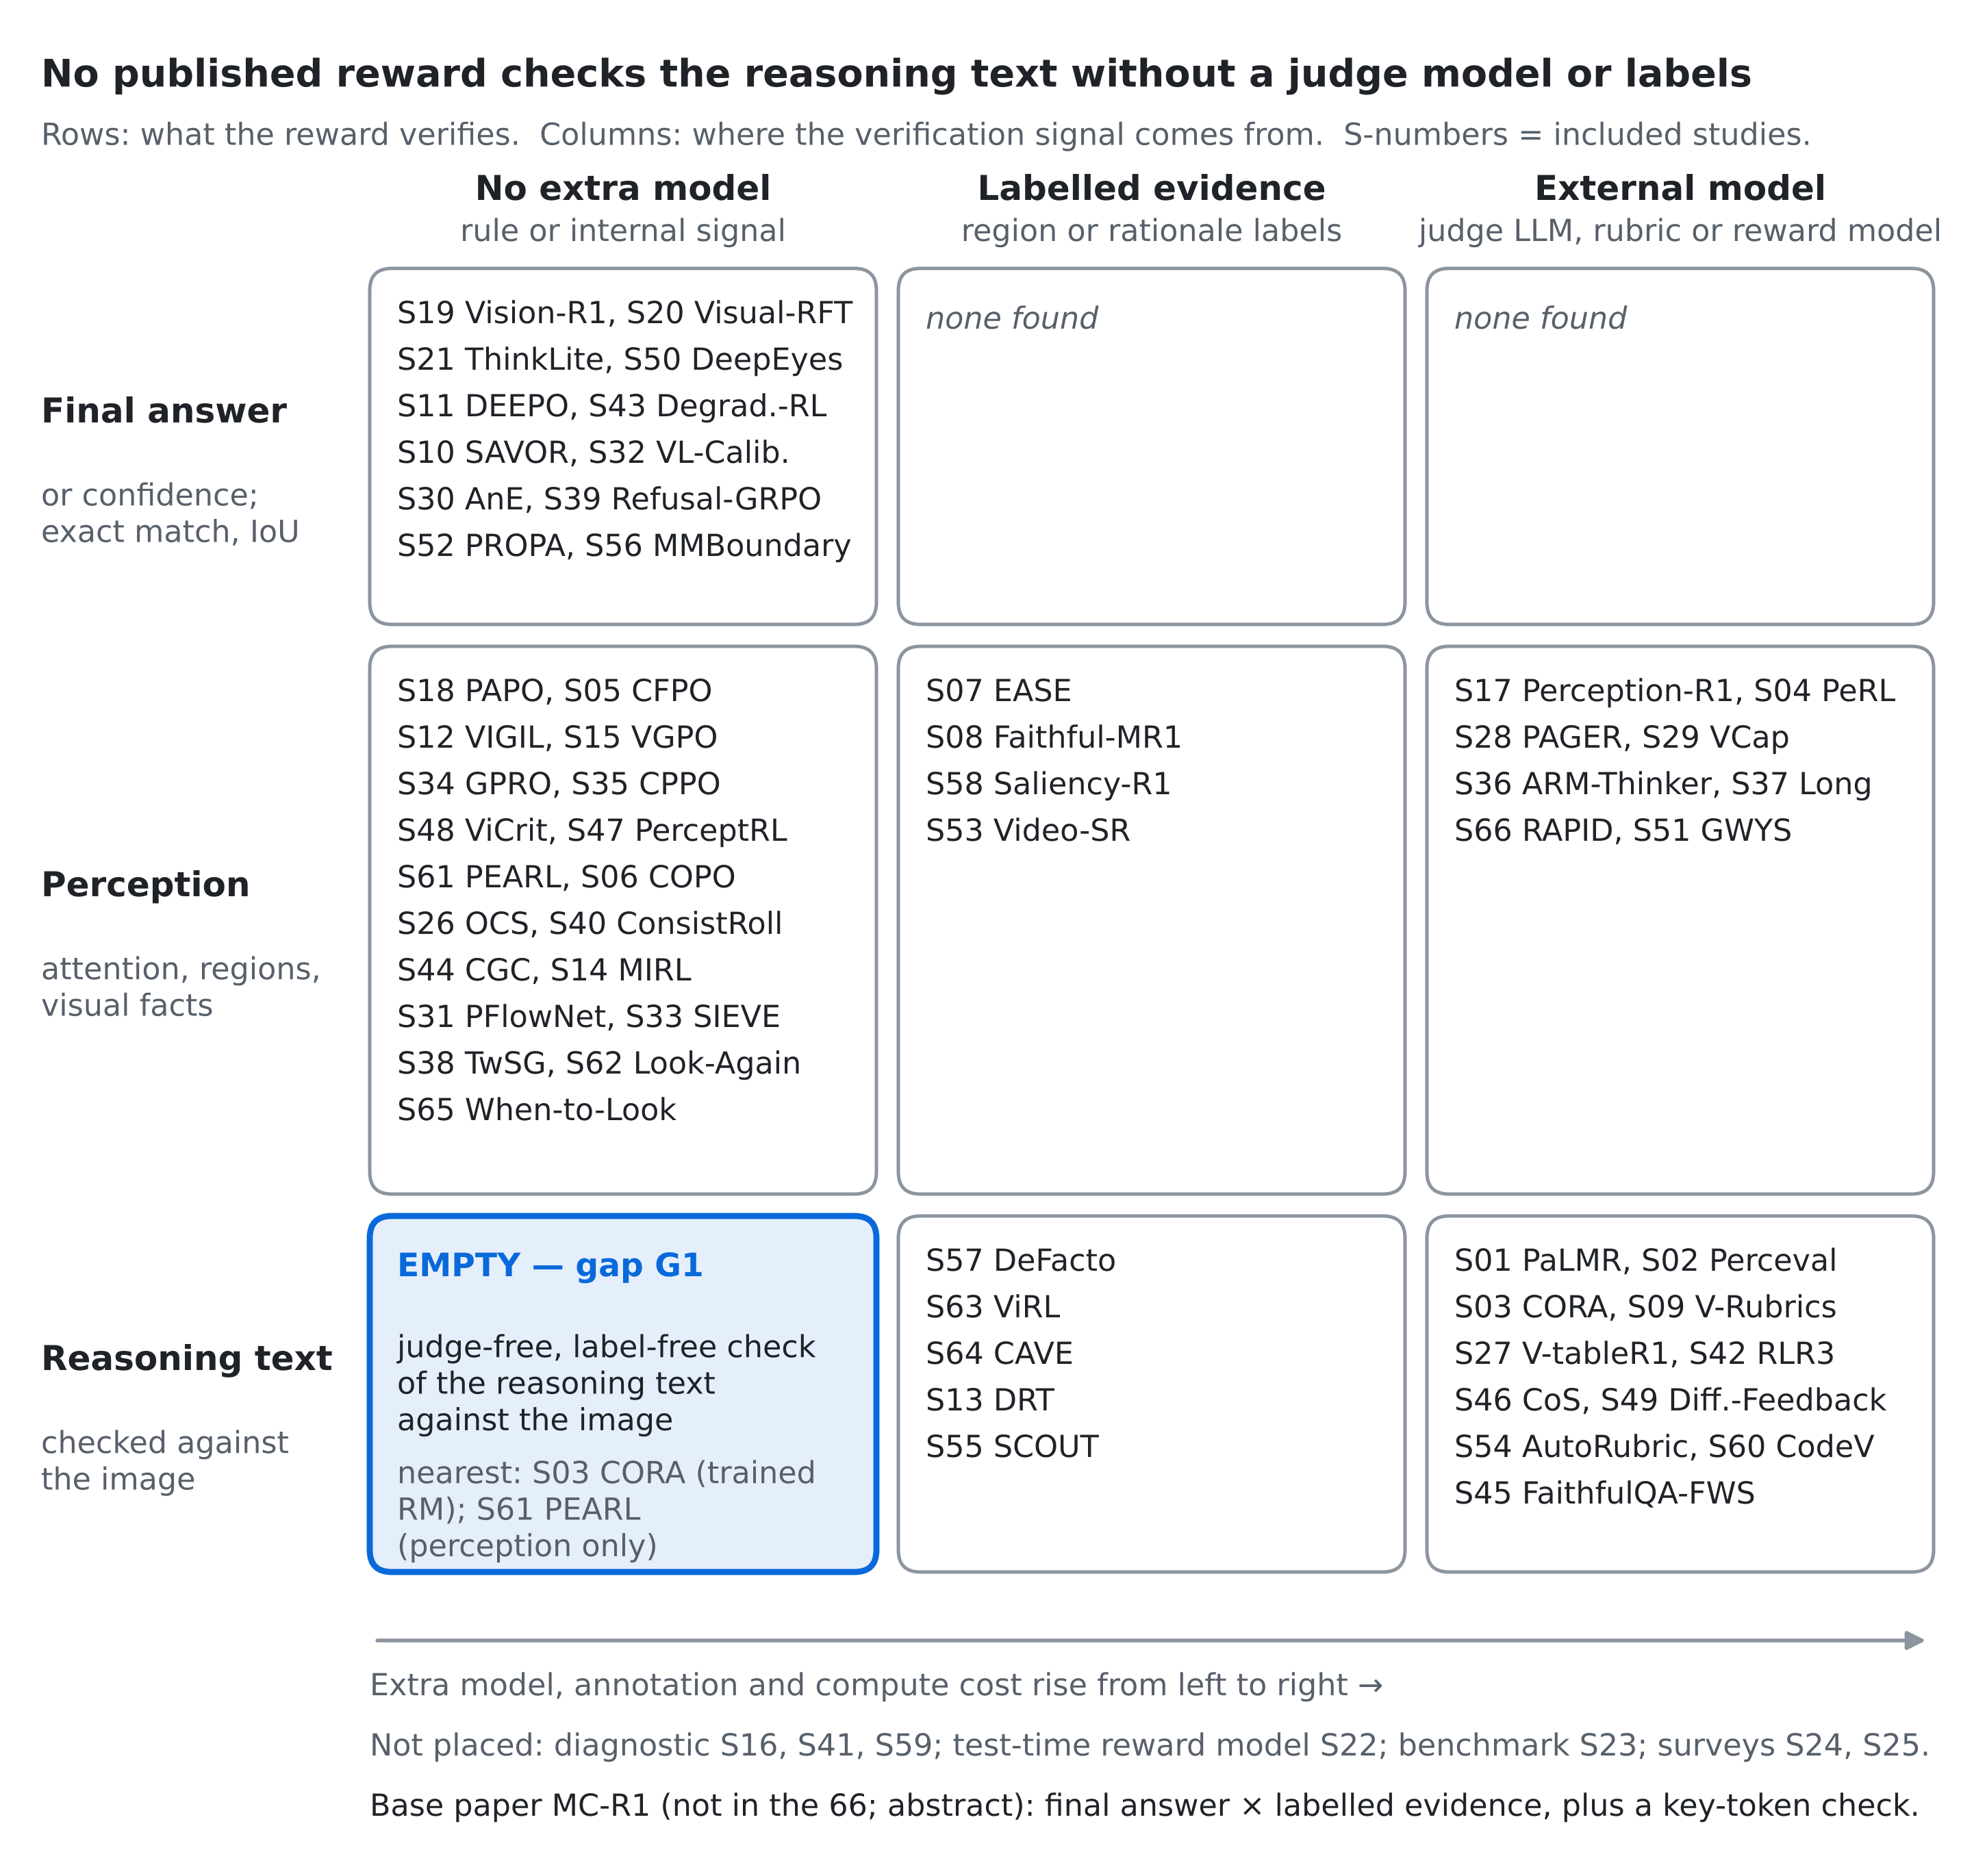 No published reward checks the reasoning text without a judge model or labels
Rows: what the reward verifies.  Columns: where the verification signal comes from.  S-numbers = included studies.
No extra model
rule or internal signal
Labelled evidence
region or rationale labels
External model
judge LLM, rubric or reward model
Final answer
or confidence;
exact match, IoU
S19 Vision-R1, S20 Visual-RFT
S21 ThinkLite, S50 DeepEyes
S11 DEEPO, S43 Degrad.-RL
S10 SAVOR, S32 VL-Calib.
S30 AnE, S39 Refusal-GRPO
S52 PROPA, S56 MMBoundary
none found
none found
Perception
attention, regions,
visual facts
S18 PAPO, S05 CFPO
S12 VIGIL, S15 VGPO
S34 GPRO, S35 CPPO
S48 ViCrit, S47 PerceptRL
S61 PEARL, S06 COPO
S26 OCS, S40 ConsistRoll
S44 CGC, S14 MIRL
S31 PFlowNet, S33 SIEVE
S38 TwSG, S62 Look-Again
S65 When-to-Look
S07 EASE
S08 Faithful-MR1
S58 Saliency-R1
S53 Video-SR
S17 Perception-R1, S04 PeRL
S28 PAGER, S29 VCap
S36 ARM-Thinker, S37 Long
S66 RAPID, S51 GWYS
Reasoning text
checked against
the image
EMPTY — gap G1
judge-free, label-free check
of the reasoning text
against the image
nearest: S03 CORA (trained
RM); S61 PEARL
(perception only)
S57 DeFacto
S63 ViRL
S64 CAVE
S13 DRT
S55 SCOUT
S01 PaLMR, S02 Perceval
S03 CORA, S09 V-Rubrics
S27 V-tableR1, S42 RLR3
S46 CoS, S49 Diff.-Feedback
S54 AutoRubric, S60 CodeV
S45 FaithfulQA-FWS
Extra model, annotation and compute cost rise from left to right →
Not placed: diagnostic S16, S41, S59; test-time reward model S22; benchmark S23; surveys S24, S25.
Base paper MC-R1 (not in the 66; abstract): final answer × labelled evidence, plus a key-token check.